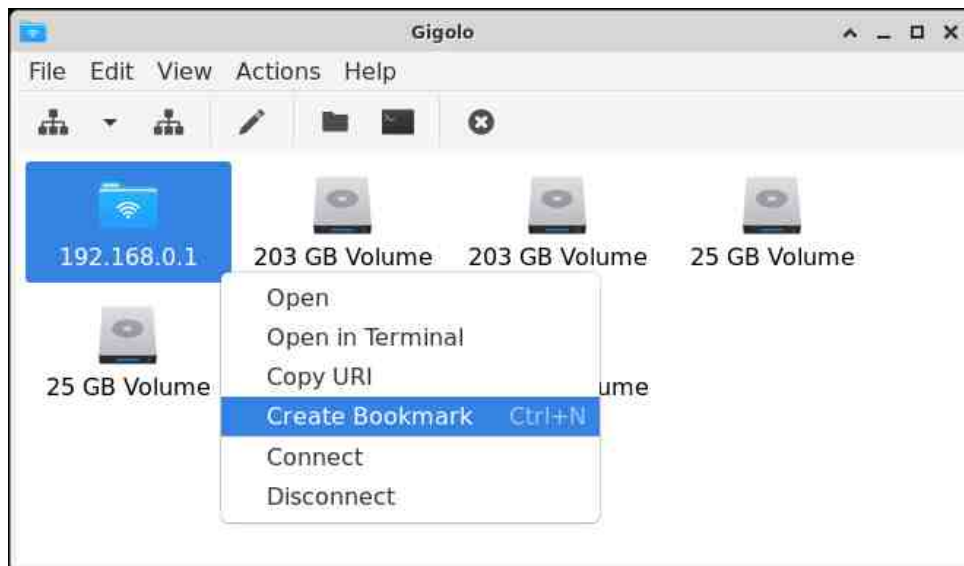 Gigolo
File Edit View Actions Help
192.168.0.1 203 GB Volume 203 GB Volume 25 GB Volume
25 GB Volume
Open
Open in Terminal
Copy URI
Create Bookmark Ctrl+N
Connect
Disconnect